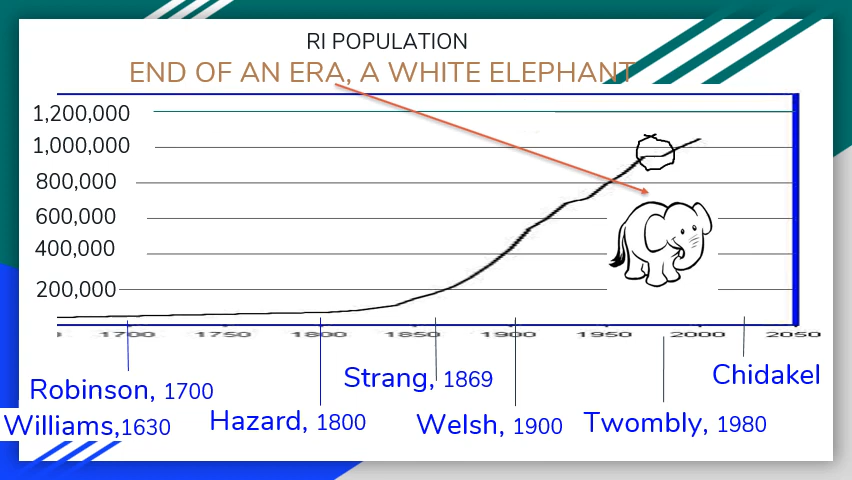 RI POPULATION
END OF AN ERA, A WHITE ELEPHANT
1,200,000
1,000,000
800,000
600,000
400,000
200,000
1700 1750 1800 1850 1900 1950 2000 2050
Strang, 1869
Chidakel
Robinson, 1700
Williams,1630
Hazard, 1800
Welsh, 1900
Twombly, 1980